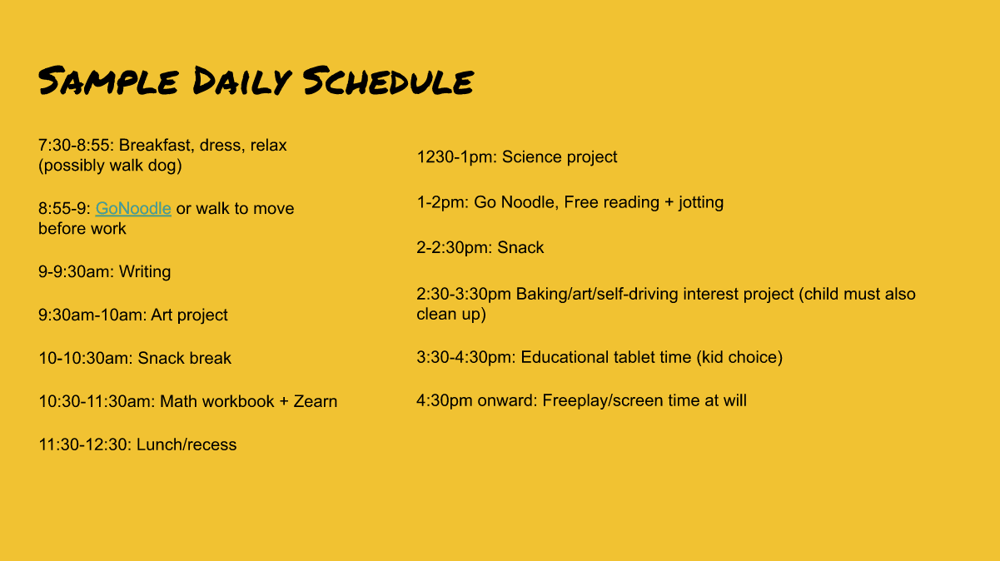 Sample Daily Schedule
7:30-8:55: Breakfast, dress, relax
(possibly walk dog)
8:55-9: GoNoodle or walk to move
before work
9-9:30am: Writing
9:30am-10am: Art project
10-10:30am: Snack break
10:30-11:30am: Math workbook + Zearn
11:30-12:30: Lunch/recess
1230-1pm: Science project
1-2pm: Go Noodle, Free reading + jotting
2-2:30pm: Snack
2:30-3:30pm Baking/art/self-driving interest project (child must also
clean up)
3:30-4:30pm: Educational tablet time (kid choice)
4:30pm onward: Freeplay/screen time at will